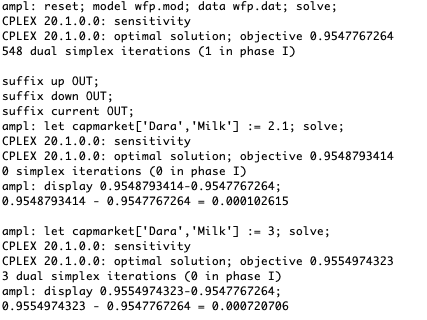 ampl: reset; model wfp.mod; data wfp.dat; solve;
CPLEX 20.1.0.0: sensitivity
CPLEX 20.1.0.0: optimal solution; objective 0.9547767264
548 dual simplex iterations (1 in phase I)

suffix up OUT;
suffix down OUT;
suffix current OUT;
ampl: let capmarket['Dara','Milk'] := 2.1; solve;
CPLEX 20.1.0.0: sensitivity
CPLEX 20.1.0.0: optimal solution; objective 0.9548793414
0 simplex iterations (0 in phase I)
ampl: display 0.9548793414-0.9547767264;
0.9548793414 - 0.9547767264 = 0.000102615

ampl: let capmarket['Dara','Milk'] := 3; solve;
CPLEX 20.1.0.0: sensitivity
CPLEX 20.1.0.0: optimal solution; objective 0.9554974323
3 dual simplex iterations (0 in phase I)
ampl: display 0.9554974323-0.9547767264;
0.9554974323 - 0.9547767264 = 0.000720706